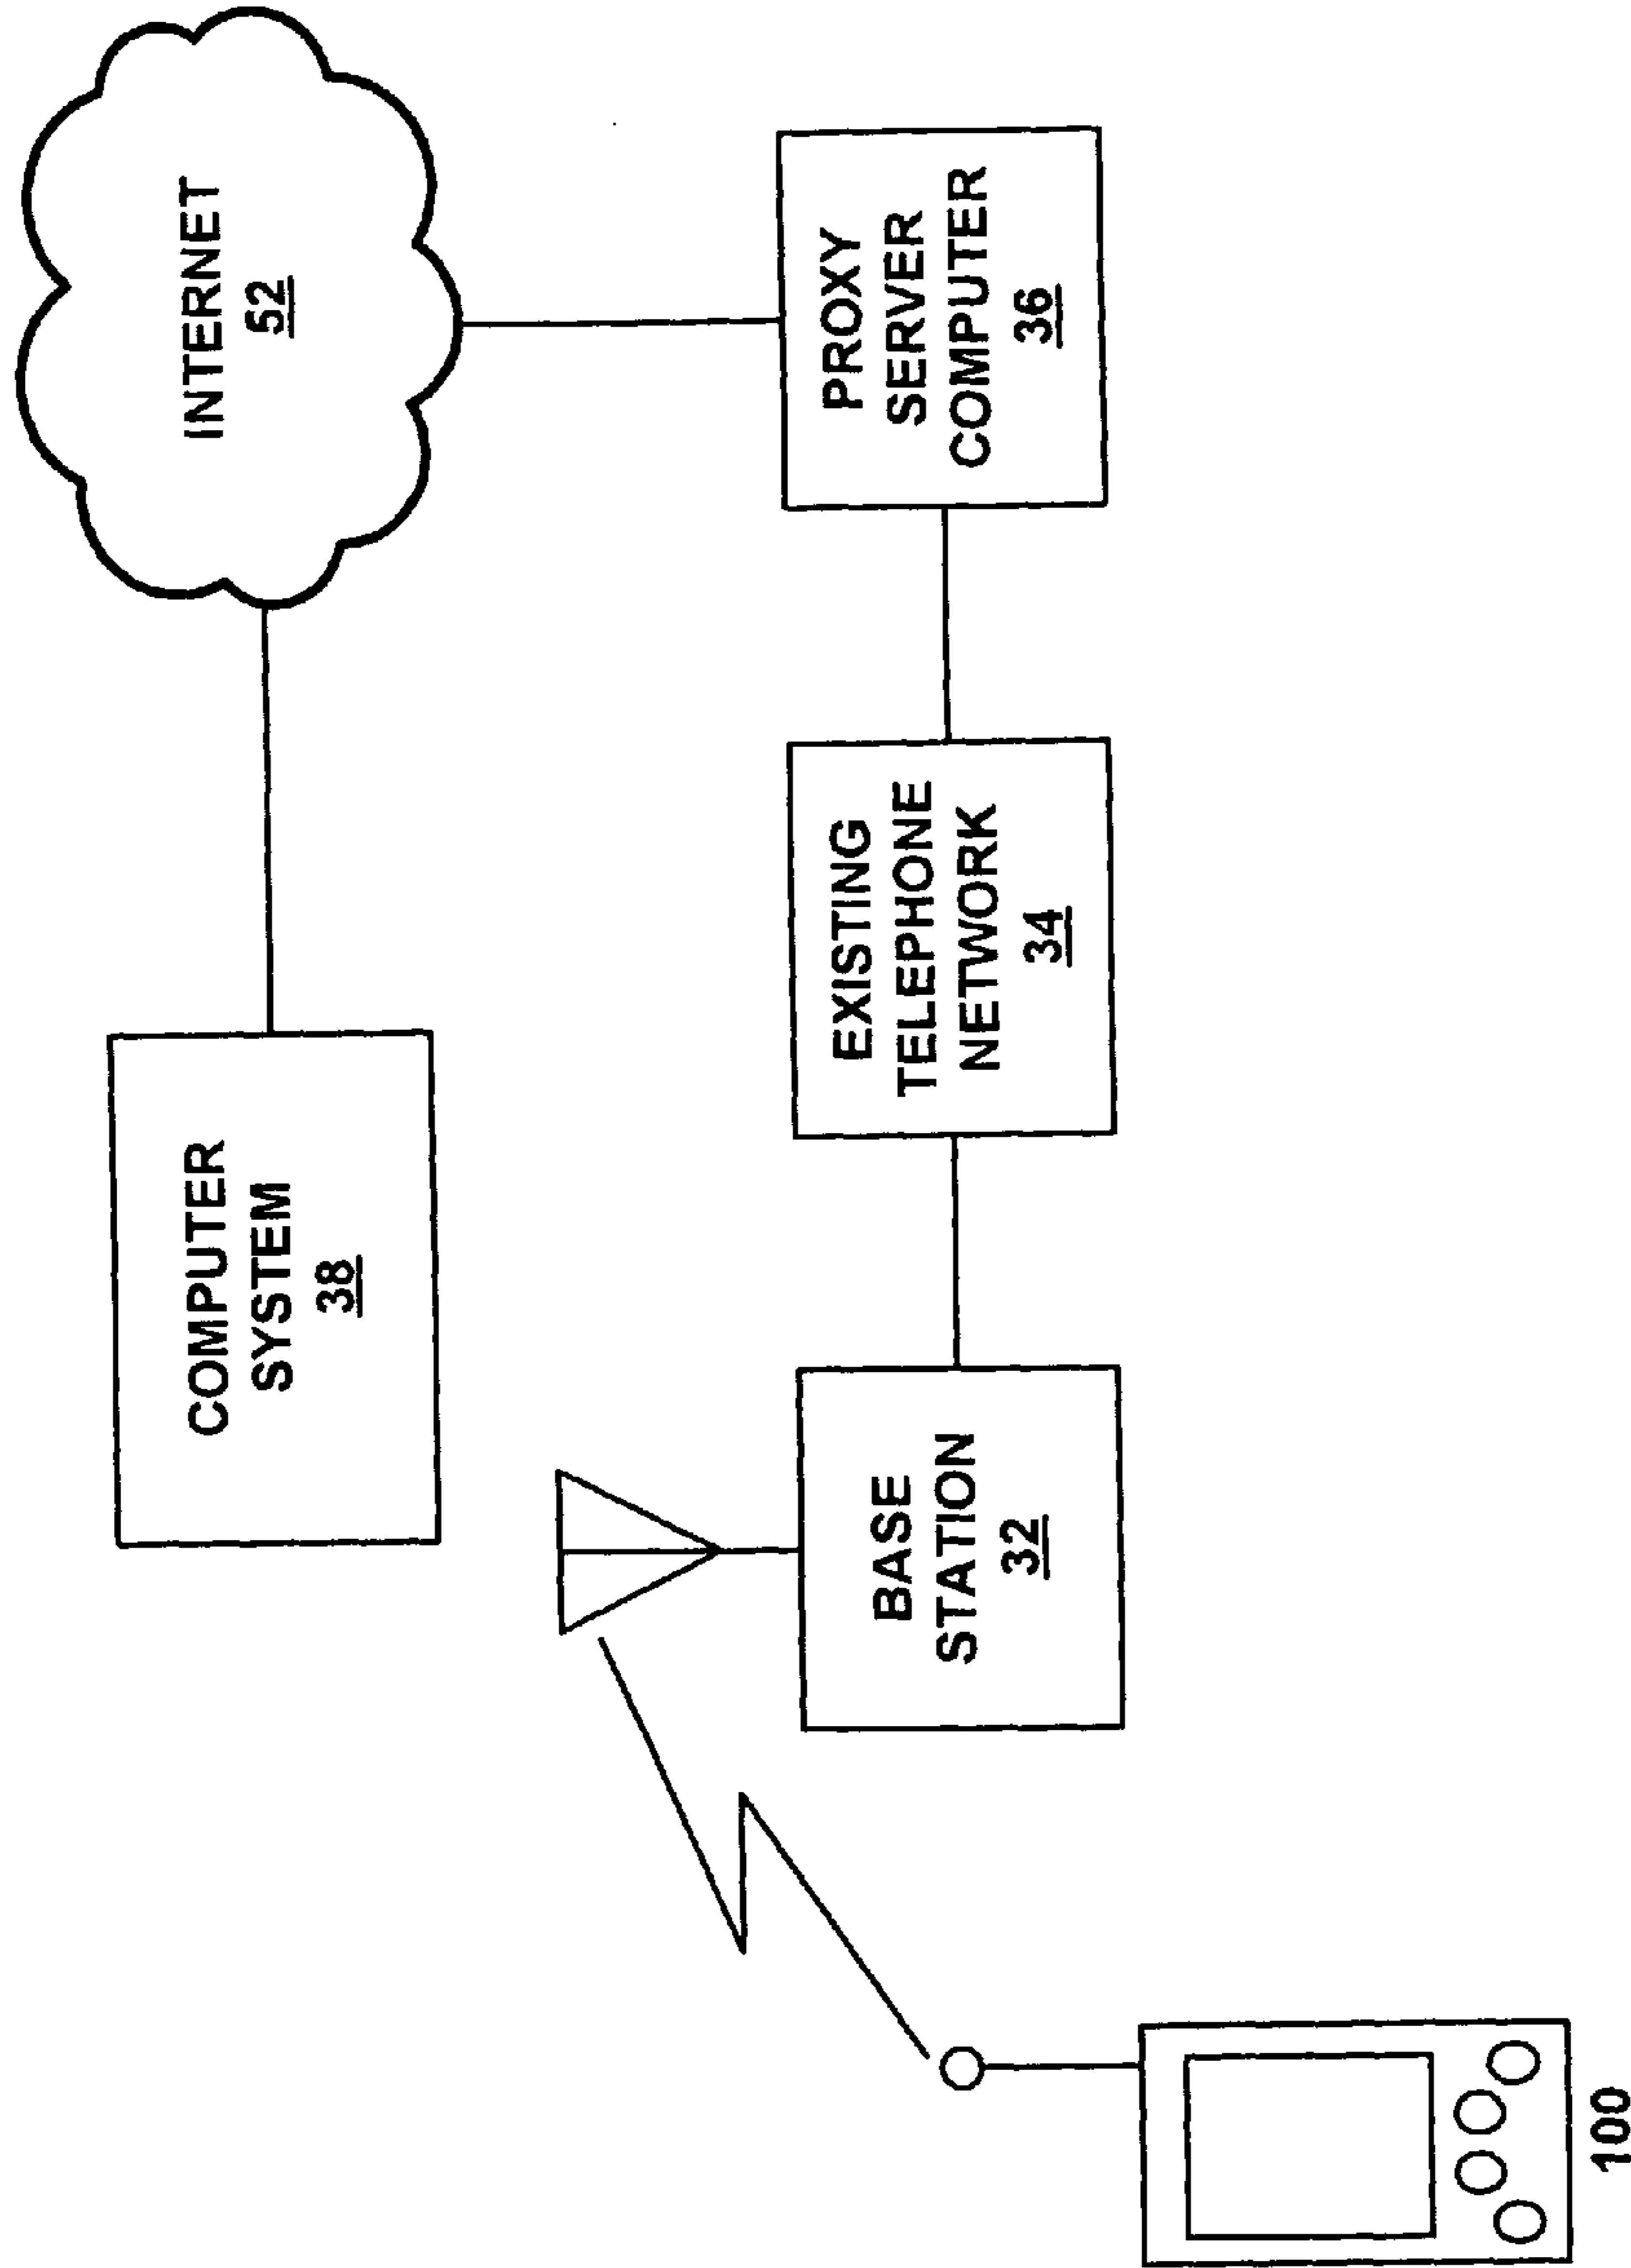 COMPUTER
SYSTEM
38
INTERNET
52
BASE
STATION
32
EXISTING
TELEPHONE
NETWORK
34
PROXY
SERVER
COMPUTER
36
100